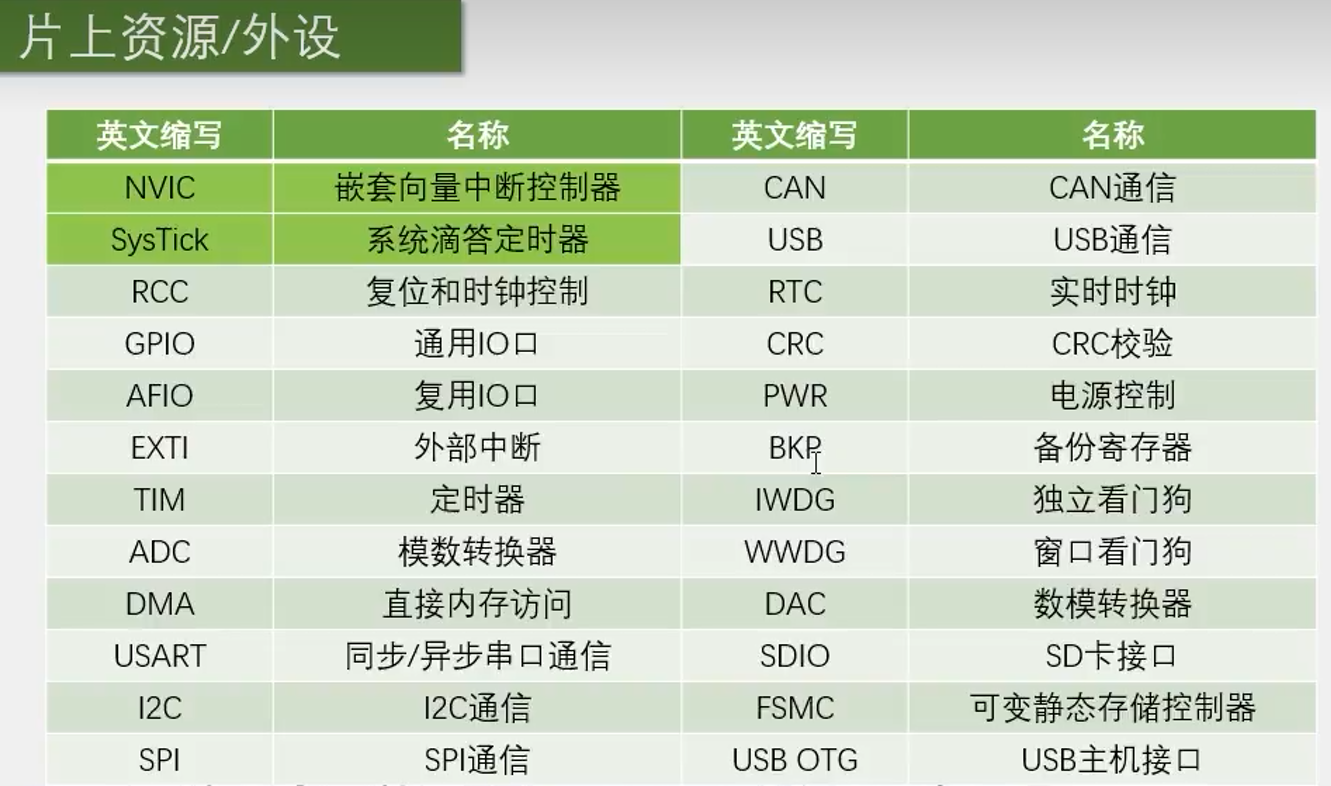 片上资源/外设
英文缩写 名称 英文缩写 名称
NVIC 嵌套向量中断控制器 CAN CAN通信
SysTick 系统滴答定时器 USB USB通信
RCC 复位和时钟控制 RTC 实时时钟
GPIO 通用IO口 CRC CRC校验
AFIO 复用IO口 PWR 电源控制
EXTI 外部中断 BKP 备份寄存器
TIM 定时器 IWDG 独立看门狗
ADC 模数转换器 WWDG 窗口看门狗
DMA 直接内存访问 DAC 数模转换器
USART 同步/异步串口通信 SDIO SD卡接口
I2C I2C通信 FSMC 可变静态存储控制器
SPI SPI通信 USB OTG USB主机接口